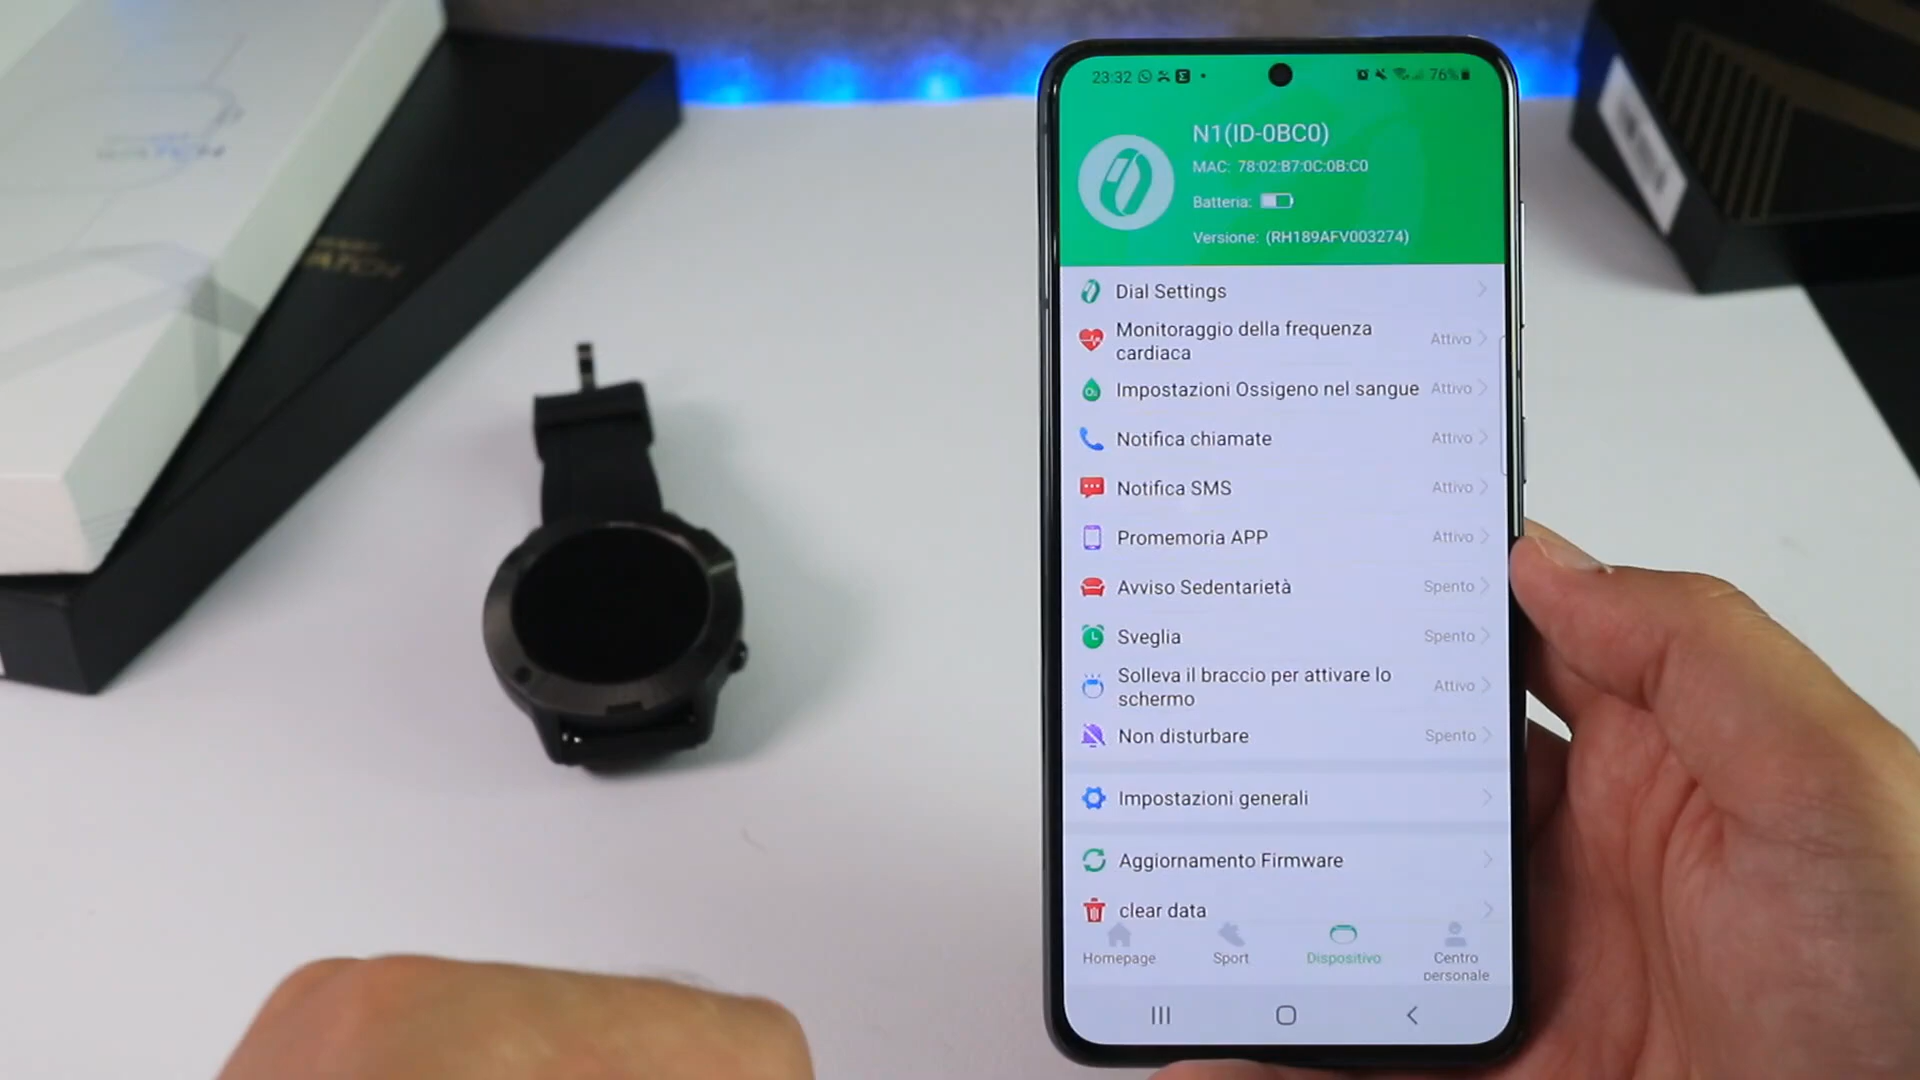 23:32
76%
N1(ID-0BC0)
MAC: 78:02:B7:0C:0B:C0
Batteria:
Versione: (RH189AFV003274)
Dial Settings
Monitoraggio della frequenza
cardiaca
Attivo
Impostazioni Ossigeno nel sangue
Attivo
Notifica chiamate
Attivo
Notifica SMS
Attivo
Promemoria APP
Attivo
Avviso Sedentarietà
Spento
Sveglia
Spento
Solleva il braccio per attivare lo
schermo
Attivo
Non disturbare
Spento
Impostazioni generali
Aggiornamento Firmware
clear data
Homepage
Sport
Dispositivo
Centro
personale